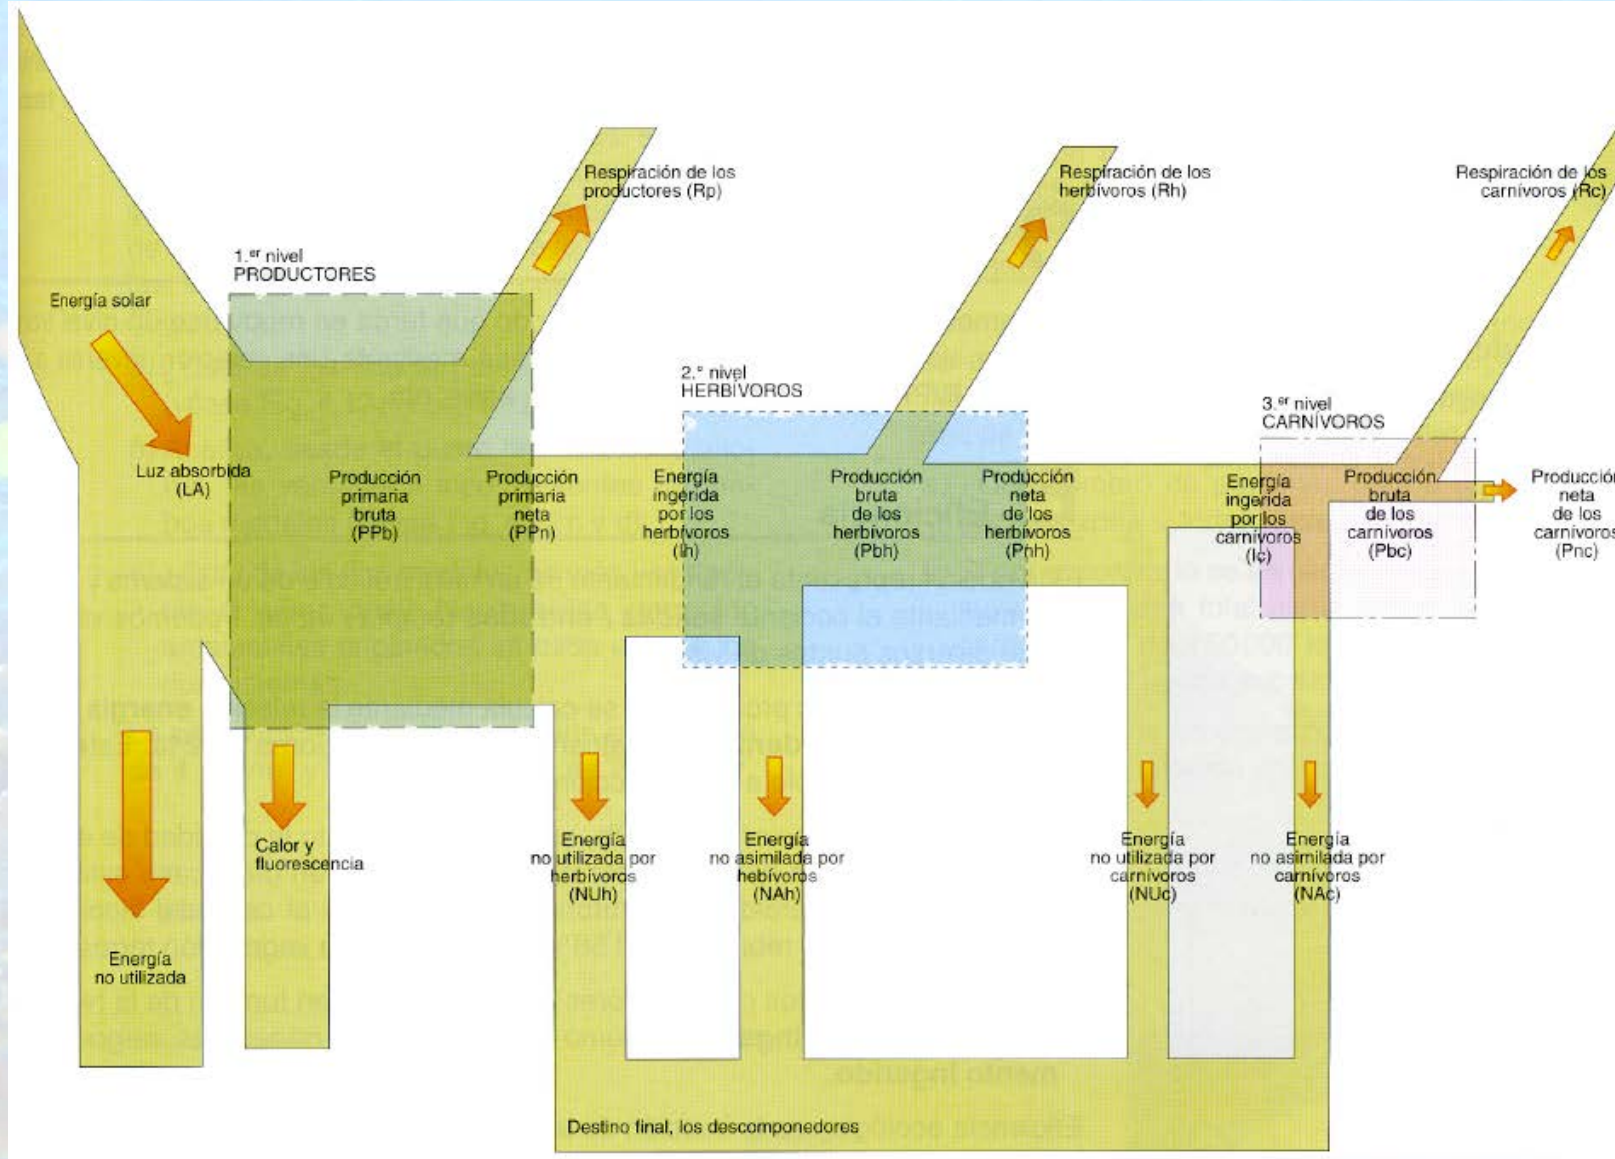 Respiración de los
productores (Rp)
Respiración de los
herbívoros (Rh)
Respiración de los
carnívoros (Rc)
1.er nivel
PRODUCTORES
Energía solar
2.° nivel
HERBÍVOROS
3.er nivel
CARNÍVOROS
Luz absorbida
(LA)
Producción
primaria
bruta
(PPb)
Producción
primaria
neta
(PPn)
Energía
ingerida
por los
herbívoros
(Ih)
Producción
bruta
de los
herbívoros
(Pbh)
Producción
neta
de los
herbívoros
(Pnh)
Energía
ingerida
por los
carnívoros
(Ic)
Producción
bruta
de los
carnívoros
(Pbc)
Producción
neta
de los
carnívoros
(Pnc)
Calor y
fluorescencia
Energía
no utilizada por
herbívoros
(NUh)
Energía
no asimilada por
hebívoros
(NAh)
Energía
no utilizada por
carnívoros
(NUc)
Energía
no asimilada por
carnívoros
(NAc)
Energía
no utilizada
Destino final, los descomponedores